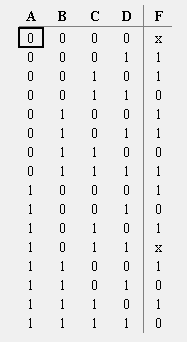 A B C D F
0 0 0 0 x
0 0 0 1 1
0 0 1 0 1
0 0 1 1 0
0 1 0 0 1
0 1 0 1 1
0 1 1 0 0
0 1 1 1 1
1 0 0 0 1
1 0 0 1 0
1 0 1 0 1
1 0 1 1 x
1 1 0 0 1
1 1 0 1 0
1 1 1 0 1
1 1 1 1 0